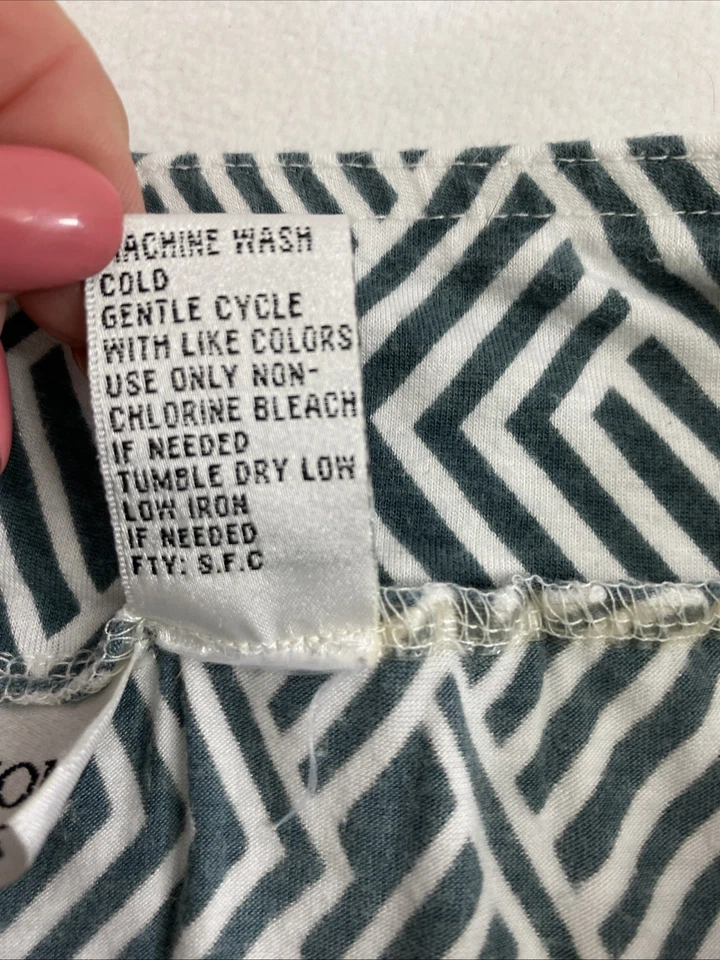 MACHINE WASH
COLD
GENTLE CYCLE
WITH LIKE COLORS
USE ONLY NON-
CHLORINE BLEACH
IF NEEDED
TUMBLE DRY LOW
LOW IRON
IF NEEDED
FTY: S.F.C